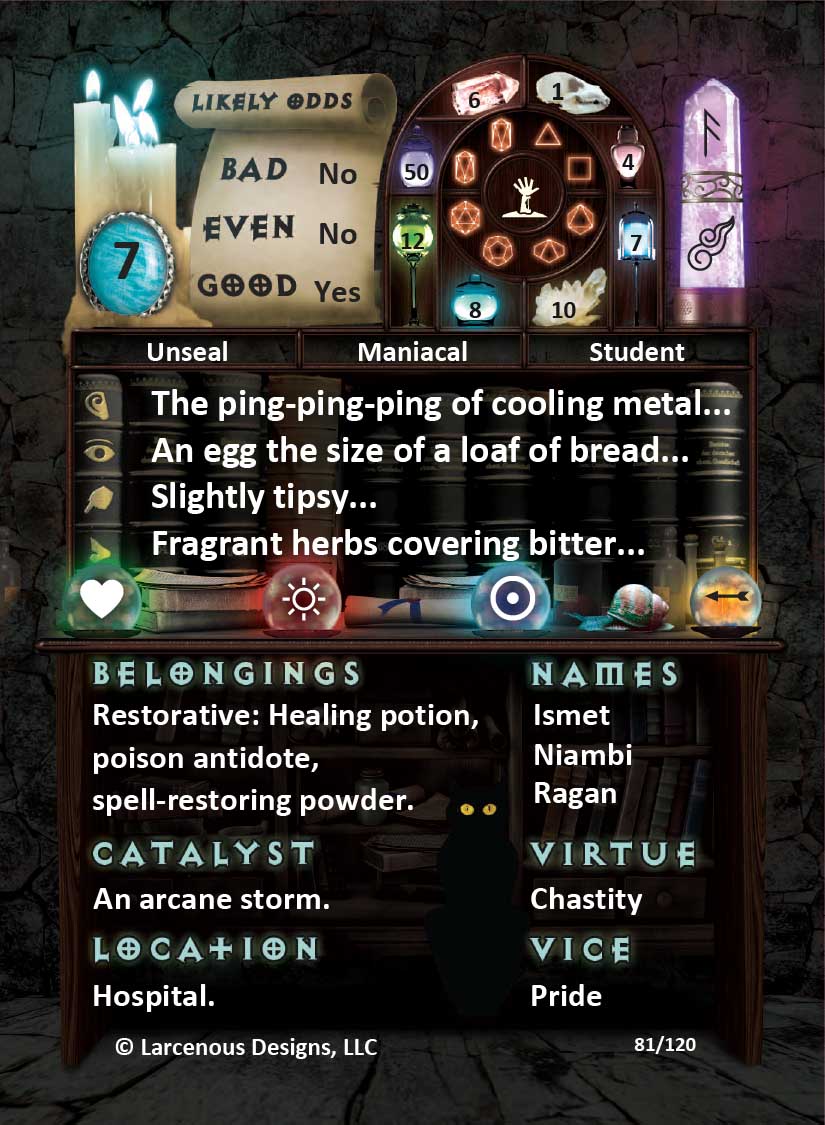 LIKELY ODDS
BAD No
EVEN No
GOOD Yes
7
6
1
50
4
12
7
8
10
Unseal Maniacal Student
The ping-ping-ping of cooling metal...
An egg the size of a loaf of bread...
Slightly tipsy...
Fragrant herbs covering bitter...
BELONGINGS
Restorative: Healing potion,
poison antidote,
spell-restoring powder.
NAMES
Ismet
Niambi
Ragan
CATALYST
An arcane storm.
VIRTUE
Chastity
LOCATION
Hospital.
VICE
Pride
© Larcenous Designs, LLC
81/120